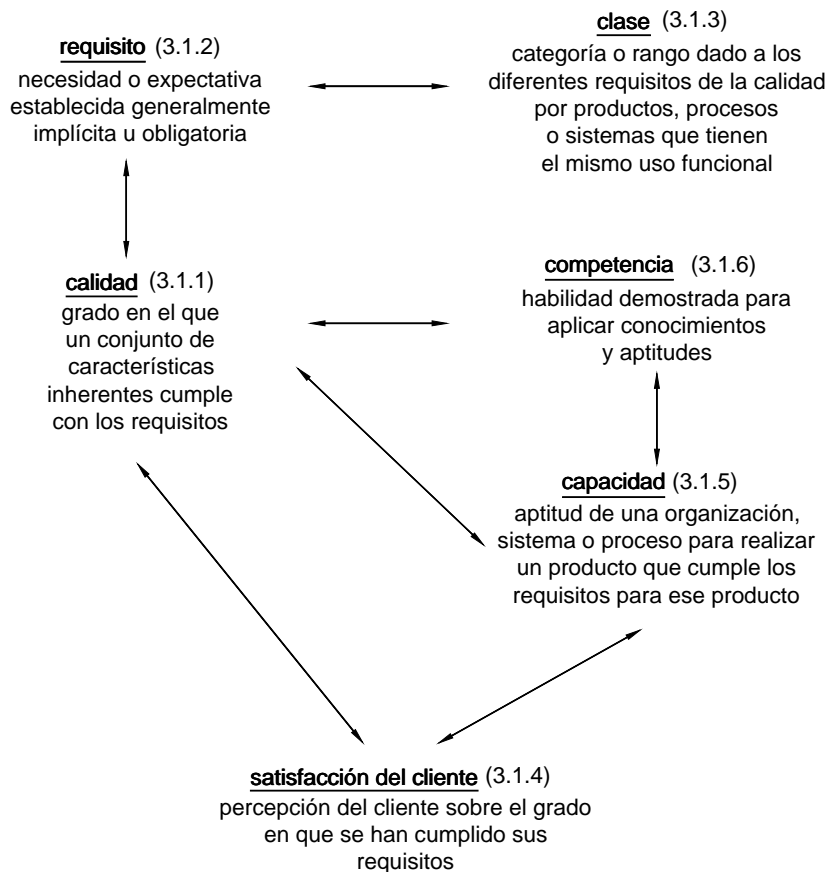 requisito (3.1.2)
necesidad o expectativa
establecida generalmente
implícita u obligatoria
clase (3.1.3)
categoría o rango dado a los
diferentes requisitos de la calidad
por productos, procesos
o sistemas que tienen
el mismo uso funcional
calidad (3.1.1)
grado en el que
un conjunto de
características
inherentes cumple
con los requisitos
competencia (3.1.6)
habilidad demostrada para
aplicar conocimientos
y aptitudes
capacidad (3.1.5)
aptitud de una organización,
sistema o proceso para realizar
un producto que cumple los
requisitos para ese producto
satisfacción del cliente (3.1.4)
percepción del cliente sobre el grado
en que se han cumplido sus
requisitos